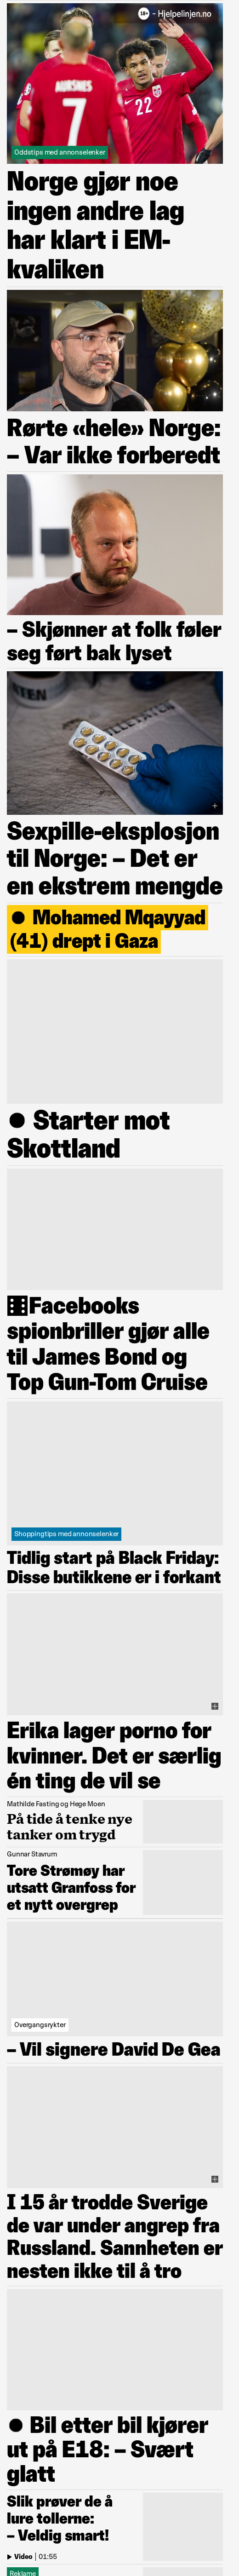 18+ - Hjelpelinjen.no
AURSNES
7
22
Oddstips med annonselenker
Norge gjør noe
ingen andre lag
har klart i EM-
kvaliken
Rørte «hele» Norge:
– Var ikke forberedt
– Skjønner at folk føler
seg ført bak lyset
Sexpille-eksplosjon
til Norge: – Det er
en ekstrem mengde
Mohamed Mqayyad
(41) drept i Gaza
Starter mot
Skottland
Facebooks
spionbriller gjør alle
til James Bond og
Top Gun-Tom Cruise
Shoppingtips med annonselenker
Tidlig start på Black Friday:
Disse butikkene er i forkant
Erika lager porno for
kvinner. Det er særlig
én ting de vil se
Mathilde Fasting og Hege Moen
På tide å tenke nye
tanker om trygd
Gunnar Stavrum
Tore Strømøy har
utsatt Granfoss for
et nytt overgrep
Overgangsrykter
– Vil signere David De Gea
I 15 år trodde Sverige
de var under angrep fra
Russland. Sannheten er
nesten ikke til å tro
Bil etter bil kjører
ut på E18: – Svært
glatt
Slik prøver de å
lure tollerne:
– Veldig smart!
Video | 01:55
Reklame